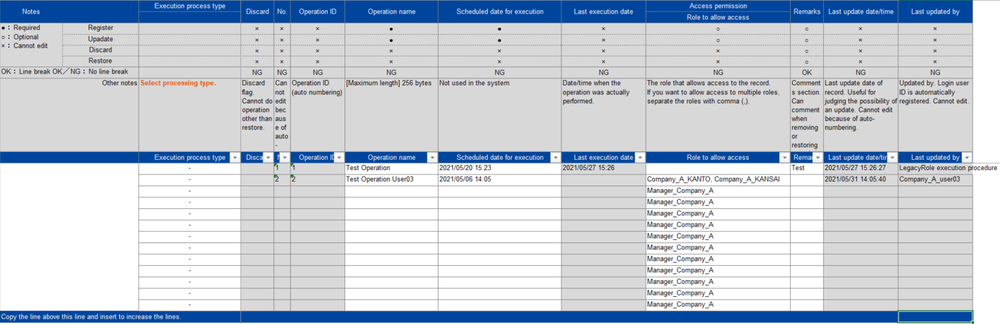 Notes Execution process type Discard No. Operation ID Operation name Scheduled date for execution Last execution date Access permission Remarks Last update date/time Last updated by
Role to allow access
●：Required Register × × × ● ● × ○ ○ × ×
○：Optional Upadate × × × ● ● × ○ ○ × ×
×：Cannot edit Discard × × × × × × × ○ × ×
Restore × × × × × × × ○ × ×
OK：Line break OK／NG：No line break NG NG NG NG NG NG NG OK NG NG
Other notes
Select processing type.
Discard
flag.
Cannot do
operation
other than
restore.
Can
not
edit
bec
aus
e of
auto
-
Operation ID
(auto numbering)
[Maximum length] 256 bytes
Not used in the system
Date/time when the
operation was actually
performed.
The role that allows access to the record.
If you want to allow access to multiple roles,
separate the roles with comma (,).
Comment
s section.
Can
comment
when
removing
or
restoring
Last update date of
record. Useful for
judging the possibility of
an update. Cannot edit
because of auto-
numbering.
Updated by. Login user
ID is automatically
registered. Cannot edit.
Execution process type Disca Operation ID Operation name Scheduled date for execution Last execution date Role to allow access Remar Last update date/tim Last updated by
- 1 1 Test Operation 2021/05/20 15:23 2021/05/27 15:26 Test 2021/05/27 15:26:27 LegacyRole execution procedure
- 2 2 Test Operation User03 2021/05/06 14:05 Company_A_KANTO, Company_A_KANSAI 2021/05/31 14:05:40 Company_A_user03
- Manager_Company_A
- Manager_Company_A
- Manager_Company_A
- Manager_Company_A
- Manager_Company_A
- Manager_Company_A
- Manager_Company_A
- Manager_Company_A
- Manager_Company_A
- Manager_Company_A
- Manager_Company_A
Copy the line above this line and insert to increase the lines.